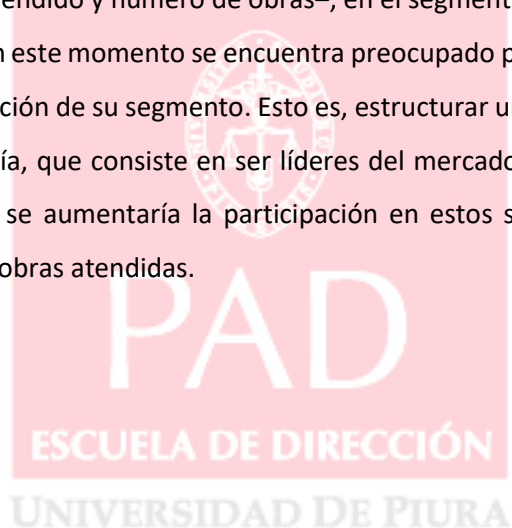 endido y número de obras–, en el segment
n este momento se encuentra preocupado p
ción de su segmento. Esto es, estructurar u
ía, que consiste en ser líderes del mercado
se aumentaría la participación en estos s
obras atendidas.
PAD
ESCUELA DE DIRECCIÓN
UNIVERSIDAD DE PIURA